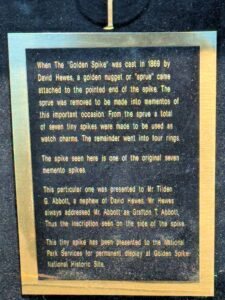 When The "Golden Spike" was cast in 1869 by
David Hewes, a golden nugget or "sprue" came
attached to the pointed end of the spike. The
sprue was removed to be made into mementos of
this important occasion. From the sprue a total
of seven tiny spikes were made to be used as
watch charms. The remainder went into four rings.
The spike seen here is one of the original seven
memento spikes.
This particular one was presented to Mr. Tilden
G. Abbott, a nephew of David Hewes. Mr. Hewes
always addressed Mr. Abbott as Grafton T. Abbott,
Thus the inscription seen on the side of the spike.
This tiny spike has been presented to the National
Park Services for permanent display at Golden Spike
National Historic Site.